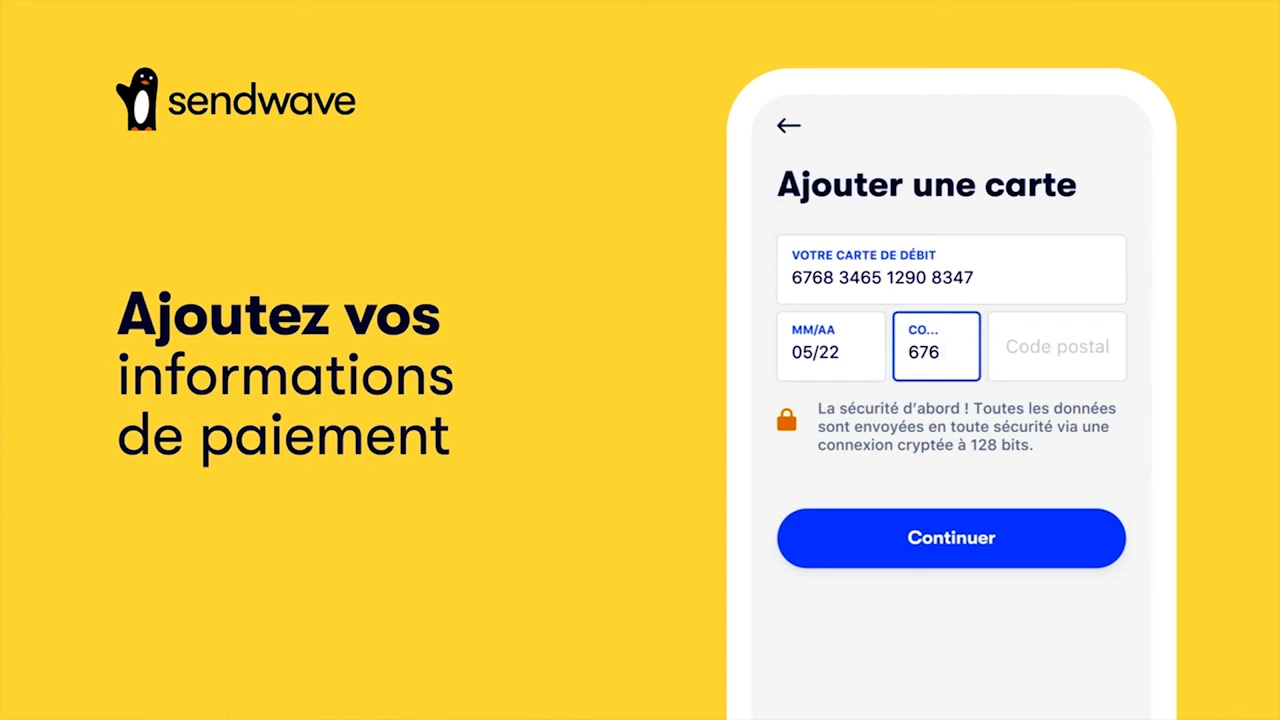 sendwave
Ajoutez vos
informations
de paiement
Ajouter une carte
VOTRE CARTE DE DÉBIT
6768 3465 1290 8347
MM/AA
05/22
CO...
676
Code postal
La sécurité d'abord ! Toutes les données
sont envoyées en toute sécurité via une
connexion cryptée à 128 bits.
Continuer